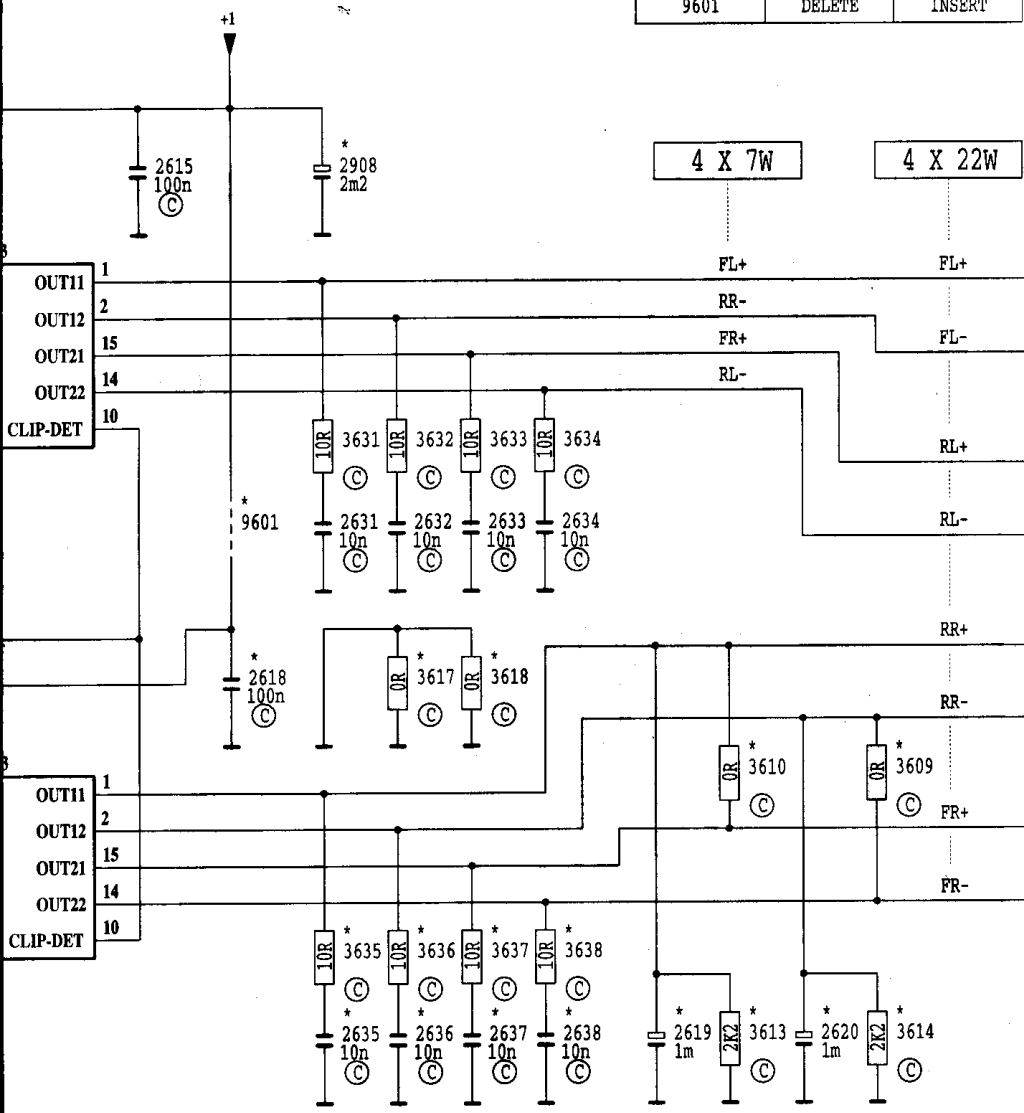 9601 DELETE INSERT
+1
*
2615
100n
C
2908
2m2
4 X 7W
4 X 22W
OUT11 1 FL+ FL+
OUT12 2 RR- FL-
OUT21 15 FR+ RL+
OUT22 14 RL- RL-
CLIP-DET 10
10R 3631 10R 3632 10R 3633 10R 3634
C C C C
2631 2632 2633 2634
10n 10n 10n 10n
C C C C
*
9601
*
2618
100n
C
* *
0R 3617 0R 3618
C C
RR+
RR-
* *
0R 3610 0R 3609
C C
FR+
FR-
OUT11 1
OUT12 2
OUT21 15
OUT22 14
CLIP-DET 10
* * * *
10R 3635 10R 3636 10R 3637 10R 3638
C C C C
* * * *
2635 2636 2637 2638
10n 10n 10n 10n
C C C C
* * * *
2619 2K2 3613 2620 2K2 3614
1m 1m
C C